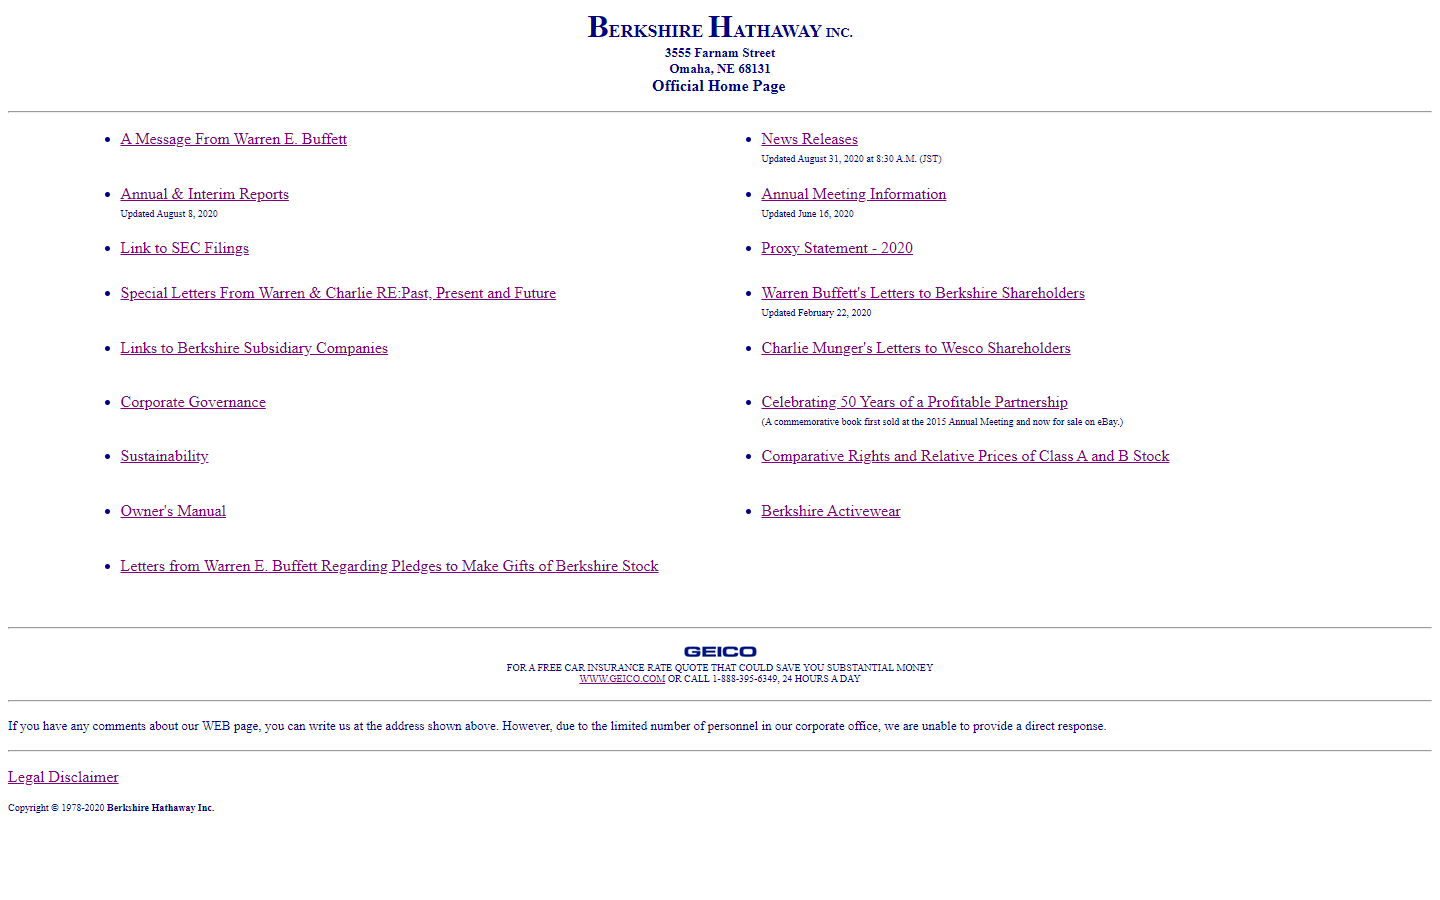 BERKSHIRE HATHAWAY INC.
3555 Farnam Street
Omaha, NE 68131
Official Home Page
A Message From Warren E. Buffett
News Releases
Updated August 31, 2020 at 8:30 A.M. (JST)
Annual & Interim Reports
Updated August 8, 2020
Annual Meeting Information
Updated June 16, 2020
Link to SEC Filings
Proxy Statement - 2020
Special Letters From Warren & Charlie RE:Past, Present and Future
Warren Buffett's Letters to Berkshire Shareholders
Updated February 22, 2020
Links to Berkshire Subsidiary Companies
Charlie Munger's Letters to Wesco Shareholders
Corporate Governance
Celebrating 50 Years of a Profitable Partnership
(A commemorative book first sold at the 2015 Annual Meeting and now for sale on eBay.)
Sustainability
Comparative Rights and Relative Prices of Class A and B Stock
Owner's Manual
Berkshire Activewear
Letters from Warren E. Buffett Regarding Pledges to Make Gifts of Berkshire Stock
GEICO
FOR A FREE CAR INSURANCE RATE QUOTE THAT COULD SAVE YOU SUBSTANTIAL MONEY
WWW.GEICO.COM OR CALL 1-888-395-6349, 24 HOURS A DAY
If you have any comments about our WEB page, you can write us at the address shown above. However, due to the limited number of personnel in our corporate office, we are unable to provide a direct response.
Legal Disclaimer
Copyright © 1978-2020 Berkshire Hathaway Inc.